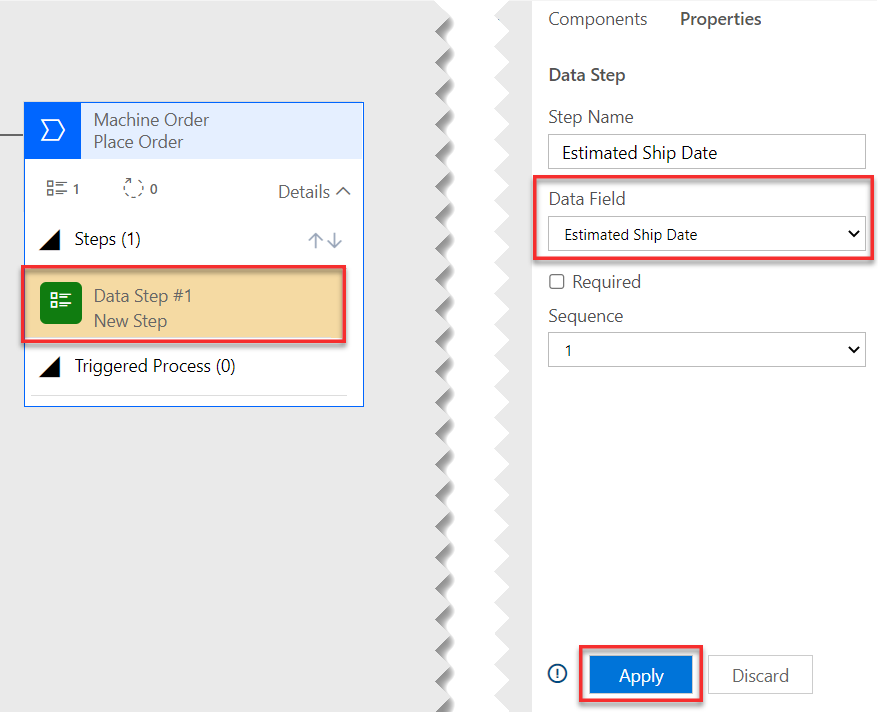 Machine Order
Place Order
1
0
Details
Steps (1)
Data Step #1
New Step
Triggered Process (0)
Components
Properties
Data Step
Step Name
Estimated Ship Date
Data Field
Estimated Ship Date
Required
Sequence
1
Apply
Discard